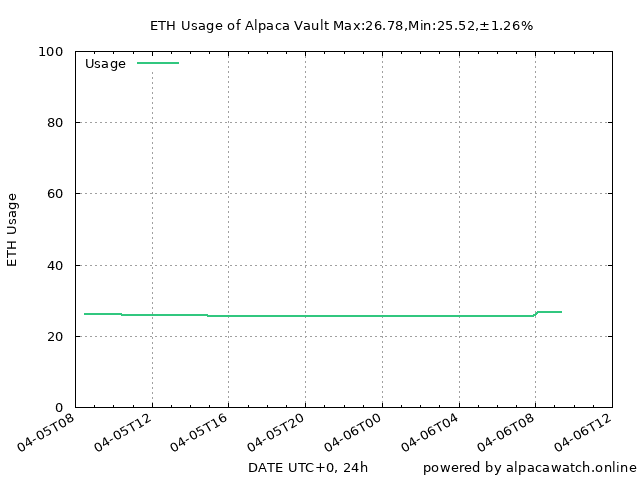 ETH Usage of Alpaca Vault Max:26.78,Min:25.52,±1.26%
100
Usage
80
60
ETH Usage
40
20
0
04-05T08
04-05T12
04-05T16
04-05T20
04-06T00
04-06T04
04-06T08
04-06T12
DATE UTC+0, 24h
powered by alpacawatch.online